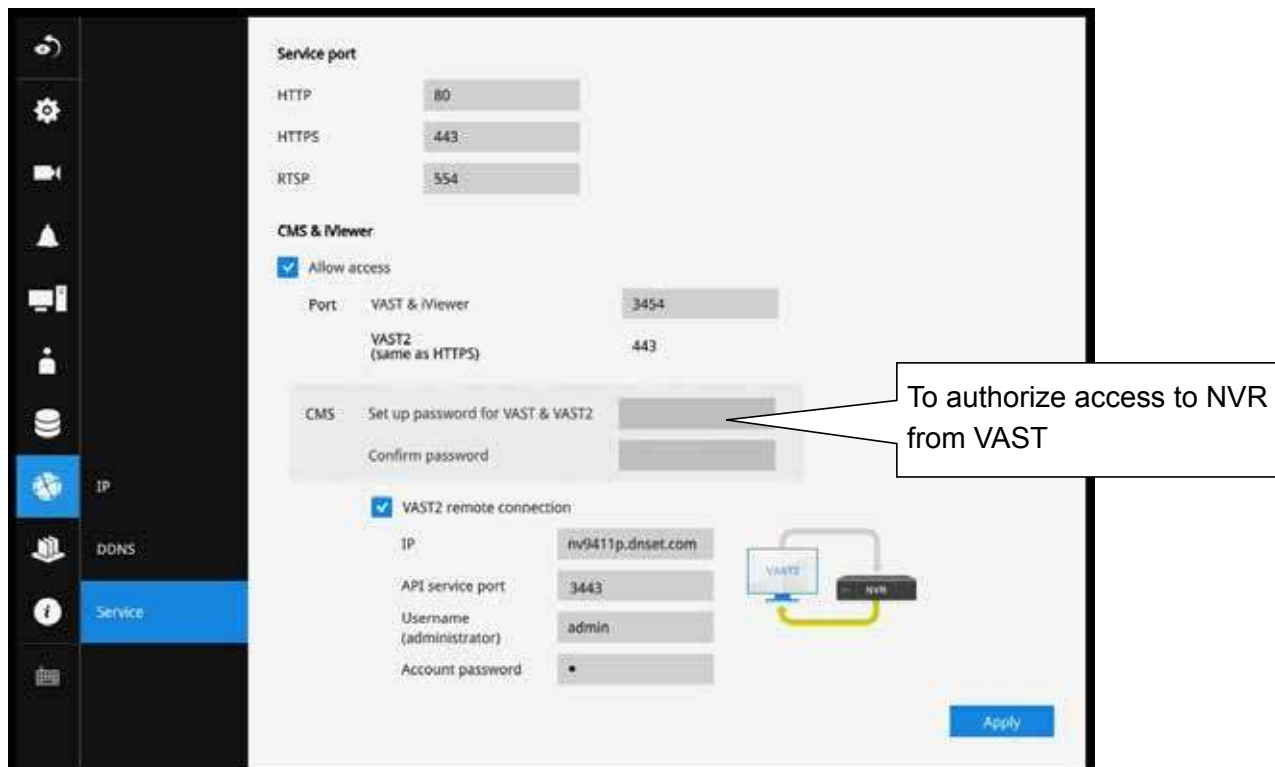 Service port
HTTP 80
HTTPS 443
RTSP 554
CMS & iViewer
Allow access
Port VAST & iViewer 3454
VAST2
(same as HTTPS) 443
CMS Set up password for VAST & VAST2
Confirm password
To authorize access to NVR
from VAST
IP
DDNS
Service
VAST2 remote connection
IP nv9411p.dnset.com
API service port 3443
Username
(administrator) admin
Account password •
VAST2
NVR
Apply